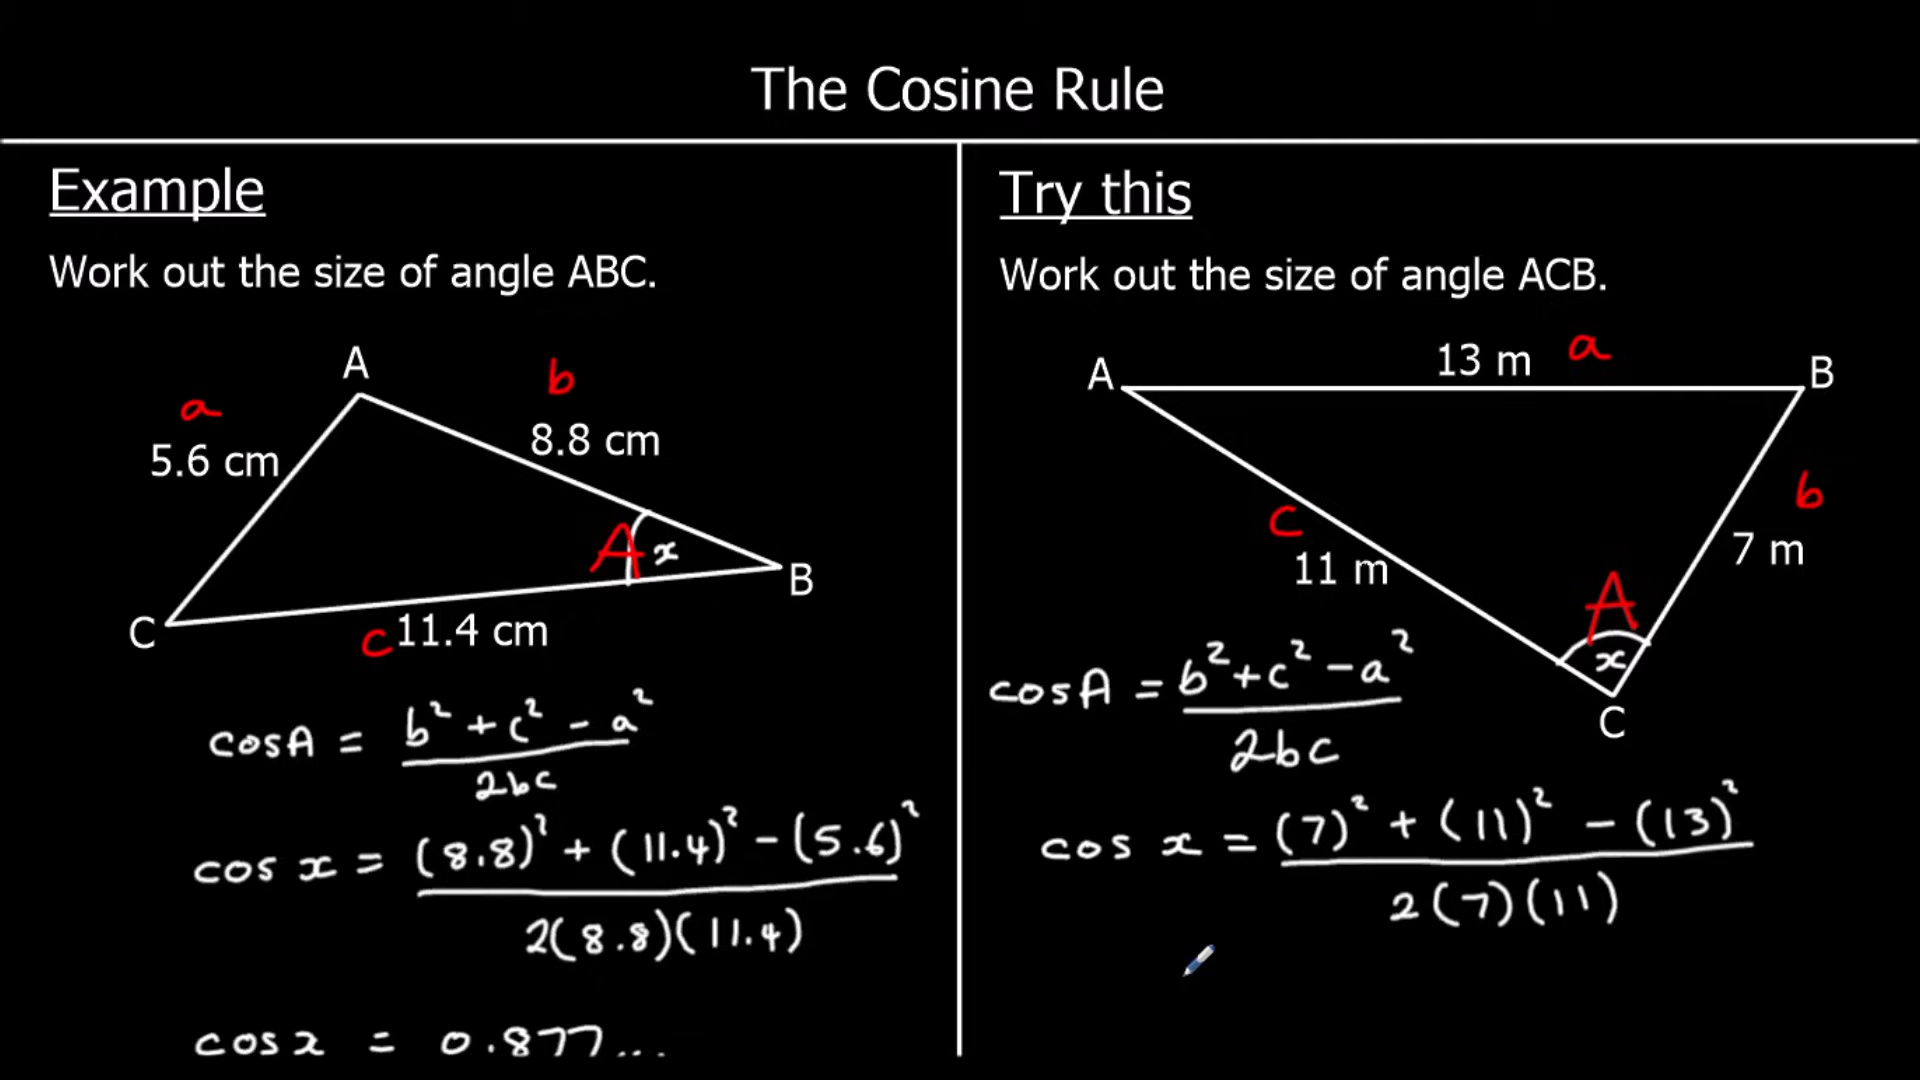 The Cosine Rule
Example
Work out the size of angle ABC.
A
a
b
5.6 cm
8.8 cm
A
x
B
C
c
11.4 cm
cosA = b² + c² - a² / 2bc
cos x = (8.8)² + (11.4)² - (5.6)² / 2(8.8)(11.4)
cos x = 0.877...
Try this
Work out the size of angle ACB.
A
13 m
a
B
b
c
7 m
11 m
A
x
C
cosA = b² + c² - a² / 2bc
cos x = (7)² + (11)² - (13)² / 2(7)(11)